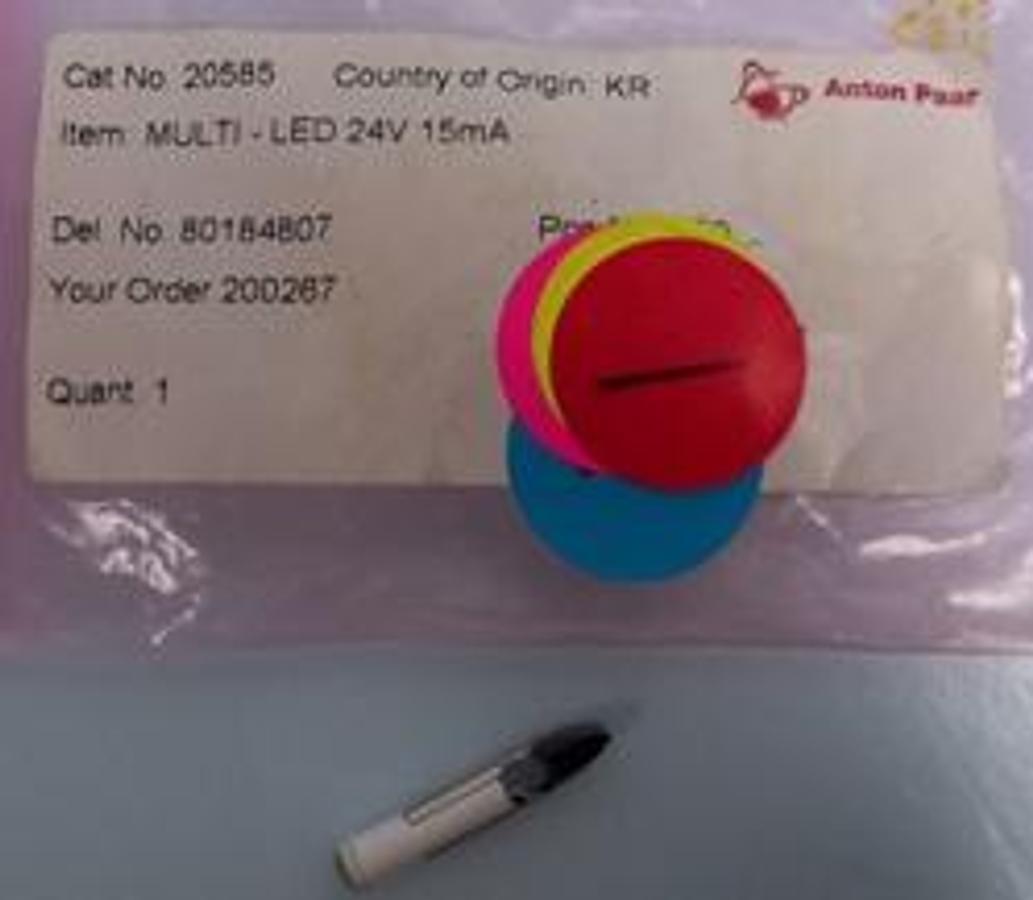 Cat No 20585 Country of Origin KR
Anton Paar
Item MULTI - LED 24V 15mA
Del No 80184807
Your Order 200267
Quant 1